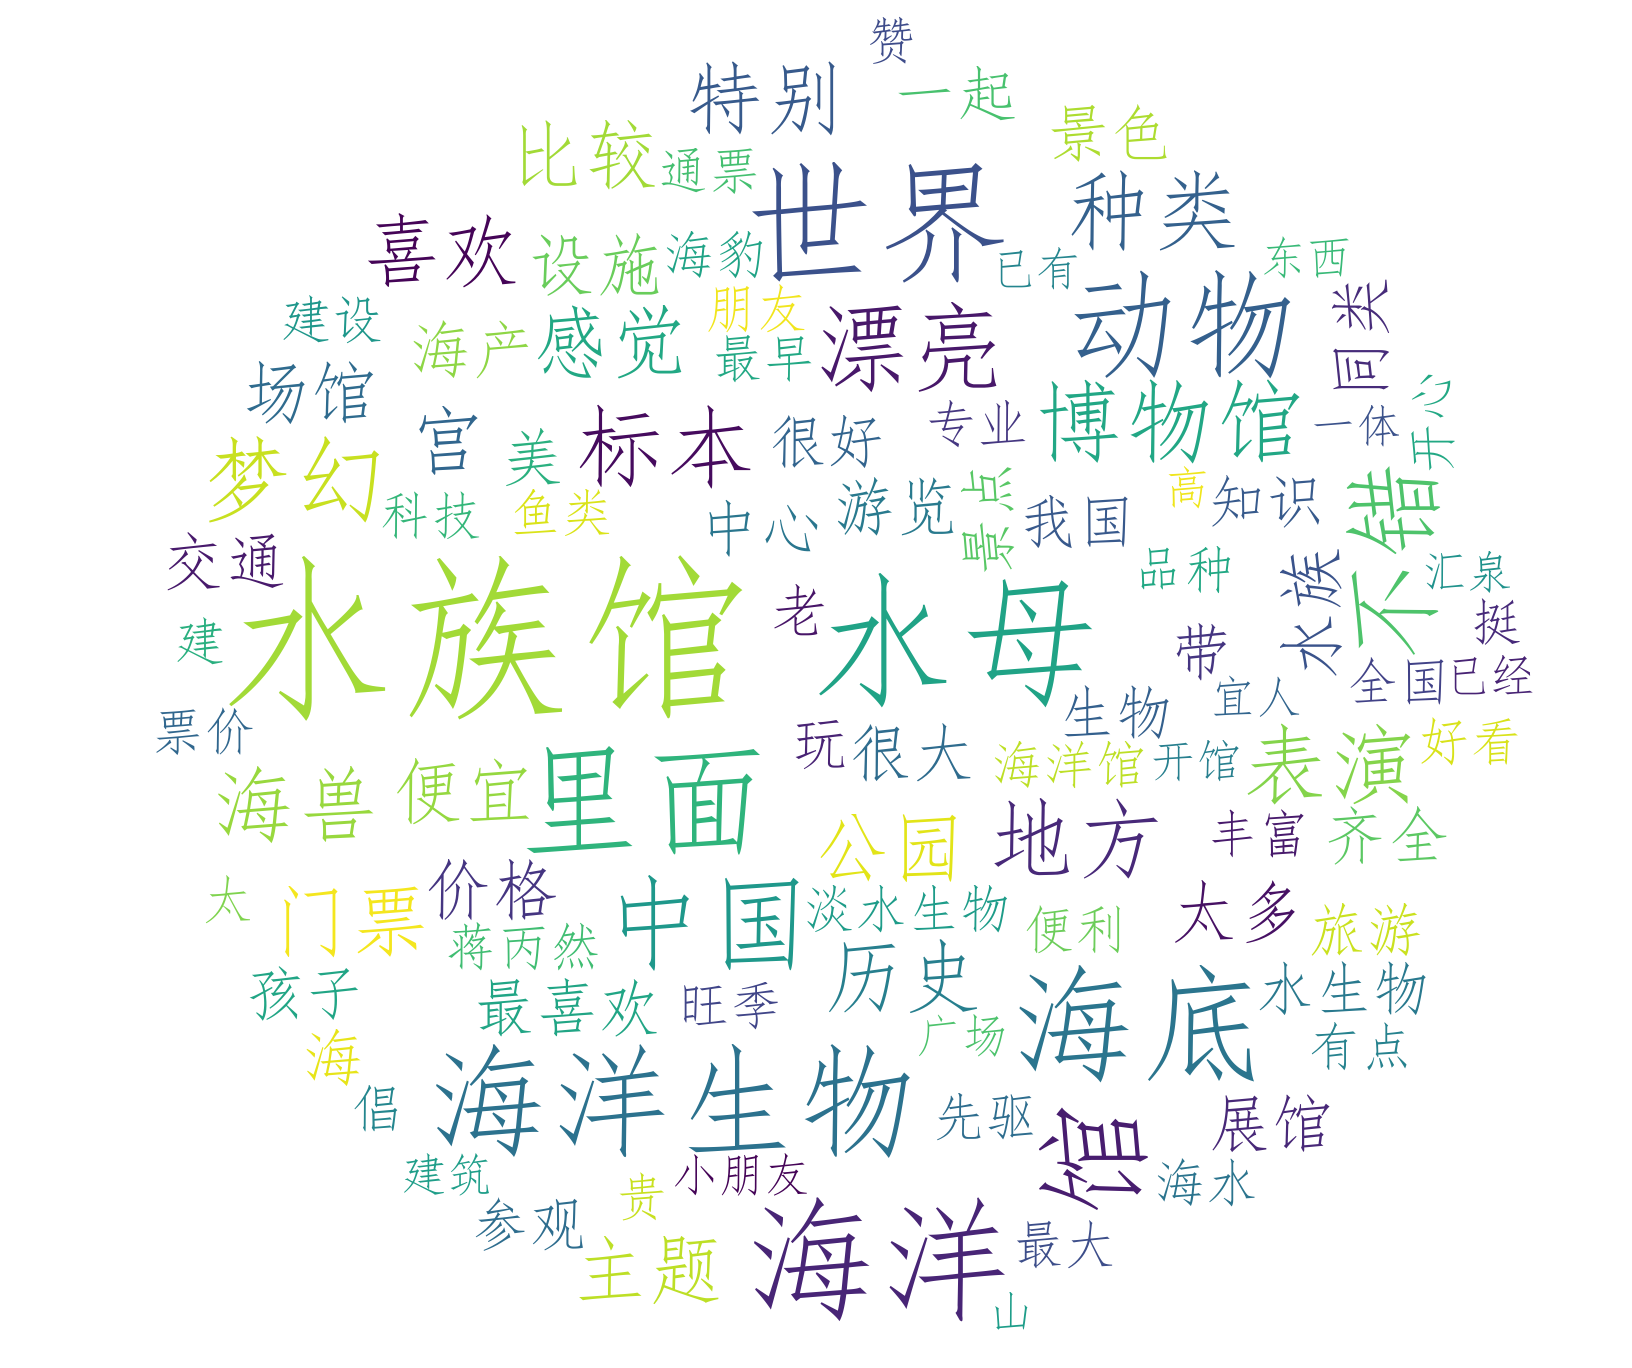 赞
特别
一起
比较
通票
景色
世界
种类
喜欢
设施
海豹
已有
东西
建设
海产
感觉
朋友
最早
漂亮
动物
同类
场馆
宫
美
标本
很好
专业
博物馆
一体
开心
梦幻
科技
鱼类
中心
游览
景点
我国
高
知识
不错
交通
水族馆
老
水母
品种
水族
汇泉
建
带
挺
全国
已经
票价
玩
很大
生物
宜人
海兽
便宜
里面
海洋馆
开馆
表演
好看
公园
地方
丰富
齐全
太
门票
价格
蒋丙然
中国
淡水生物
便利
太多
旅游
孩子
最喜欢
旺季
历史
广场
海底
水生物
有点
海
倡
海洋生物
先驱
馆
展馆
建筑
参观
贵
小朋友
海水
主题
海洋
最大
山